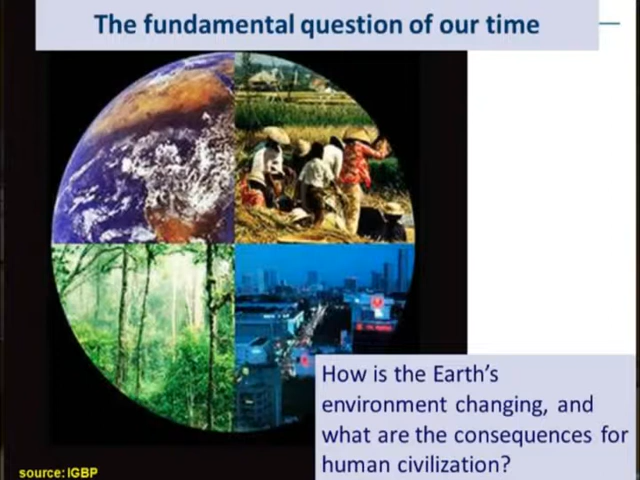 The fundamental question of our time
How is the Earth's
environment changing, and
what are the consequences for
human civilization?
source: IGBP